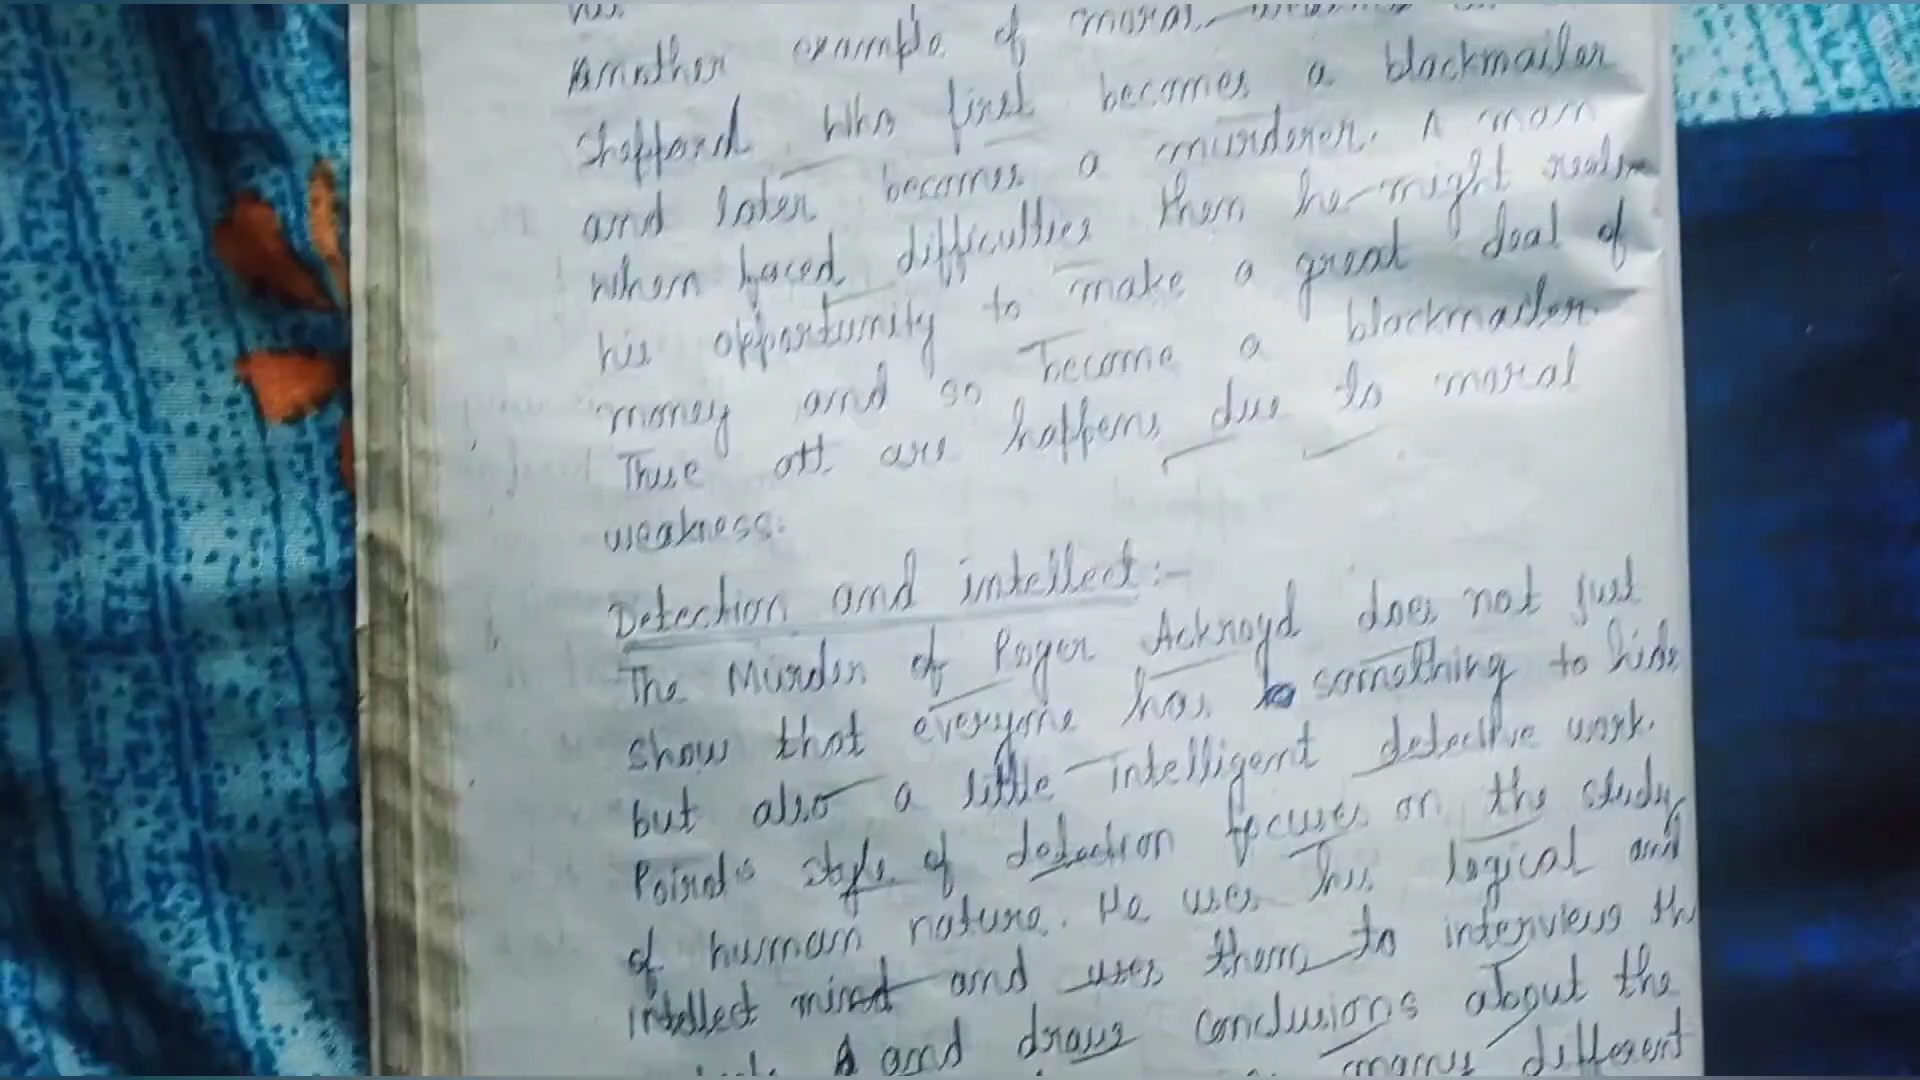 his
Another example of moral
Sheppard who first becomes a blackmailer
and later becomes a murderer. A man
when faced difficulties then he might realise
his opportunity to make a great deal of
money and so become a blackmailer.
These all are happens due to moral
weakness.
Detection and intellect :-
The Murder of Roger Ackroyd does not just
show that everyone has something to hide
but also a little intelligent detective work.
Poirot's style of detection focuses on the study
of human nature. He uses his logical and
intellect mind and uses them to interview th
and draws conclusions about the
many different